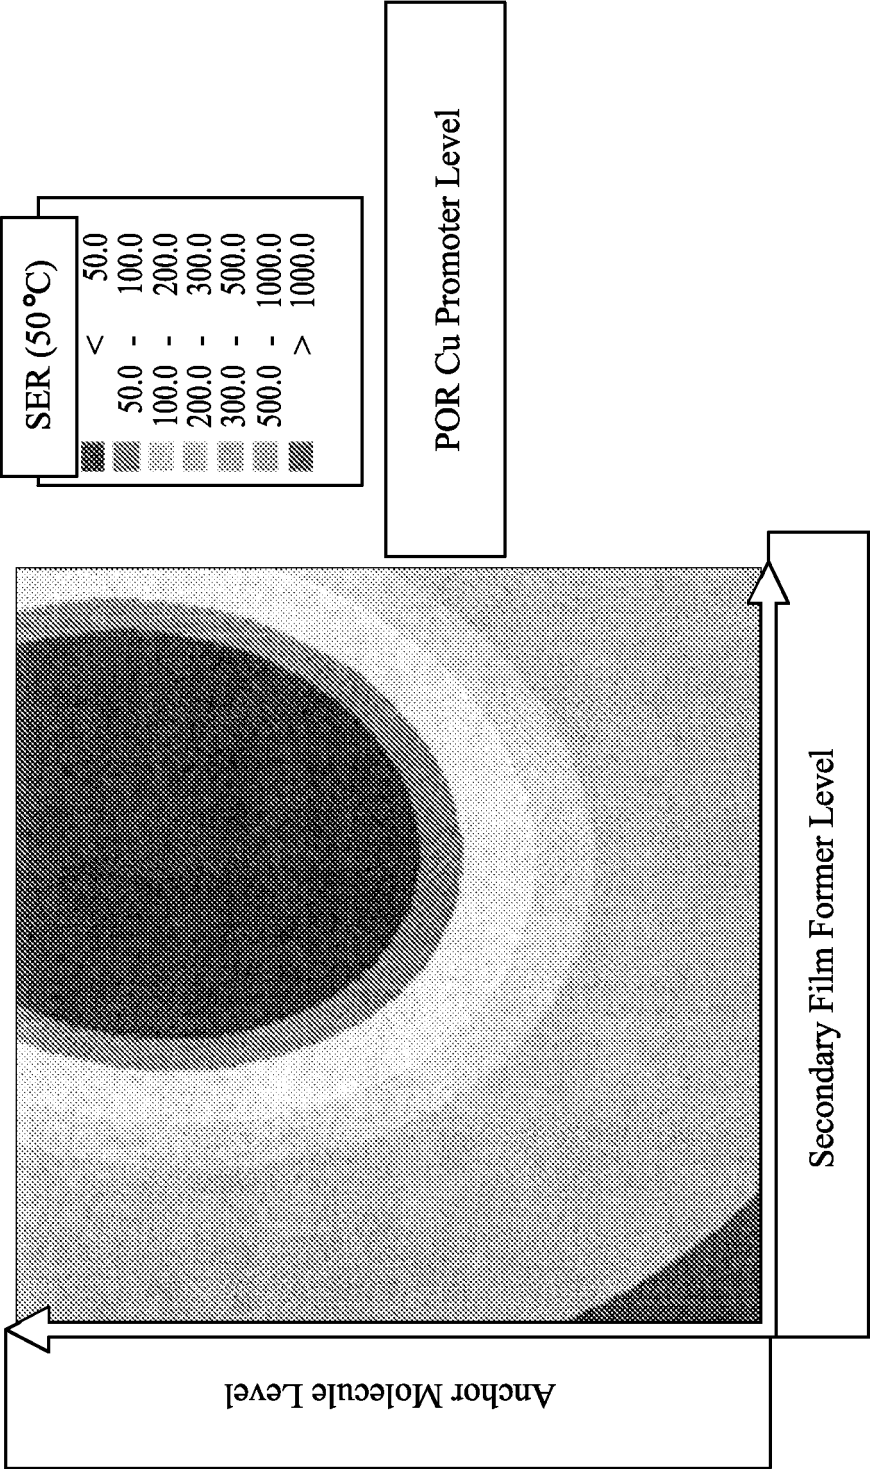 SER (50°C)
< 50.0
50.0 - 100.0
100.0 - 200.0
200.0 - 300.0
300.0 - 500.0
500.0 - 1000.0
> 1000.0
POR Cu Promoter Level
Anchor Molecule Level
Secondary Film Former Level